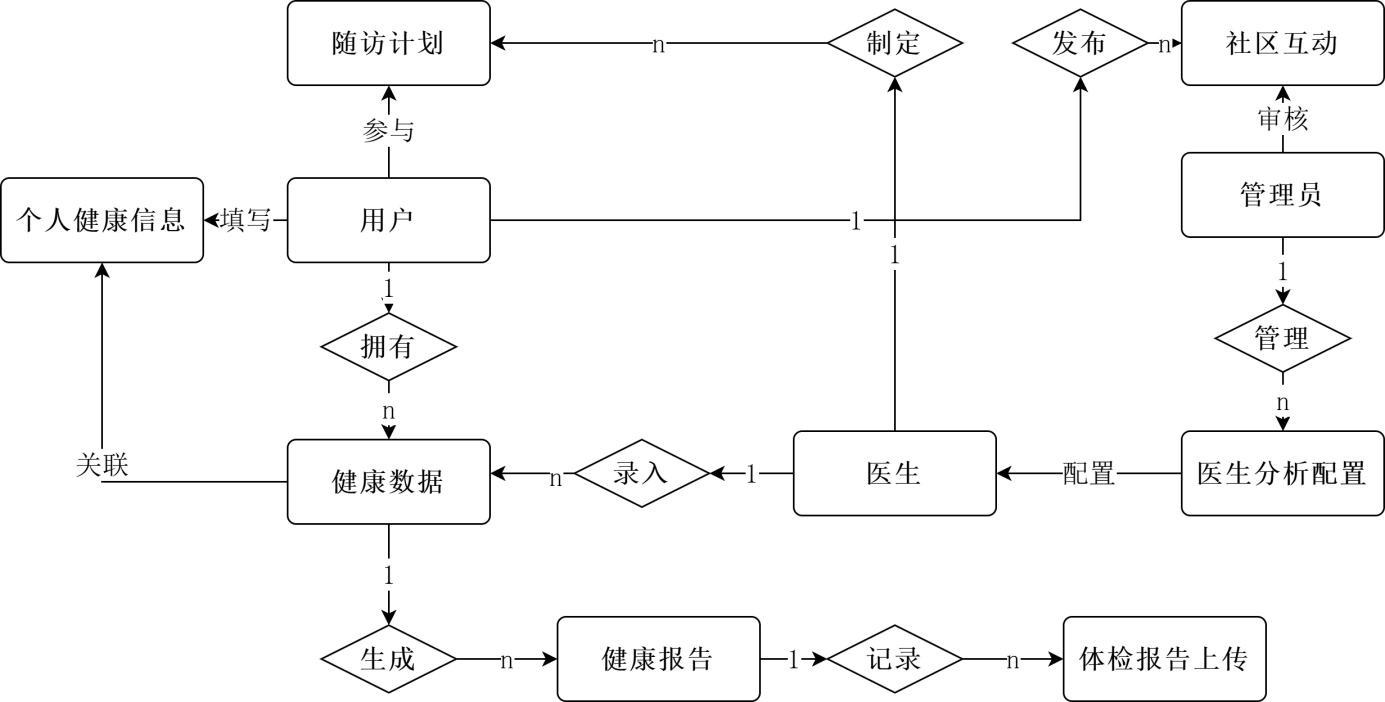 随访计划
n
制定
发布
n
社区互动
参与
审核
个人健康信息
填写
用户
1
管理员
1
1
1
拥有
管理
n
n
关联
健康数据
n
录入
1
医生
配置
医生分析配置
1
生成
n
健康报告
1
记录
n
体检报告上传